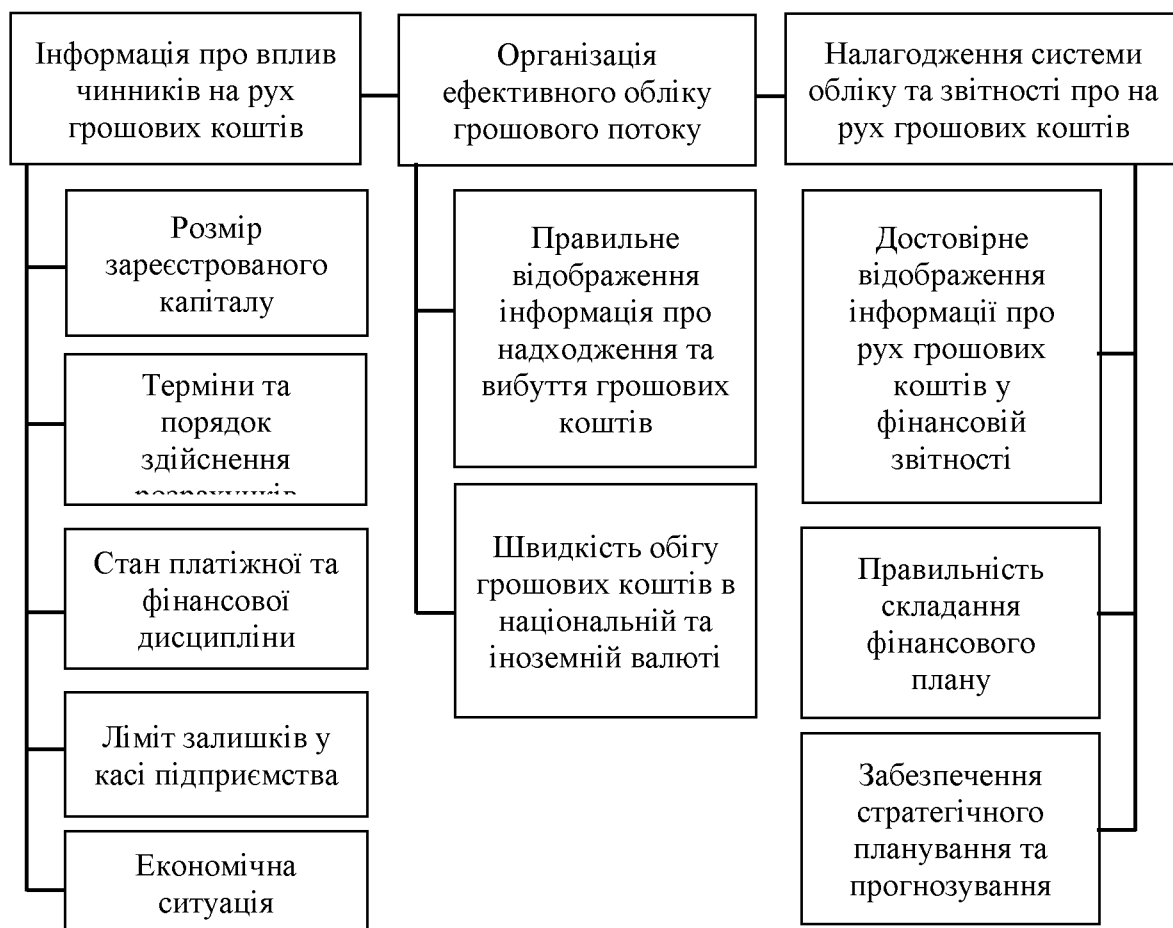 Інформація про вплив
чинників на рух
грошових коштів
Організація
ефективного обліку
грошового потоку
Налагодження системи
обліку та звітності про на
рух грошових коштів
Розмір
зареєстрованого
капіталу
Терміни та
порядок
здійснення
розрахунків
Стан платіжної та
фінансової
дисципліни
Ліміт залишків у
касі підприємства
Економічна
ситуація
Правильне
відображення
інформація про
надходження та
вибуття грошових
коштів
Швидкість обігу
грошових коштів в
національній та
іноземній валюті
Достовірне
відображення
інформації про
рух грошових
коштів у
фінансовій
звітності
Правильність
складання
фінансового
плану
Забезпечення
стратегічного
планування та
прогнозування